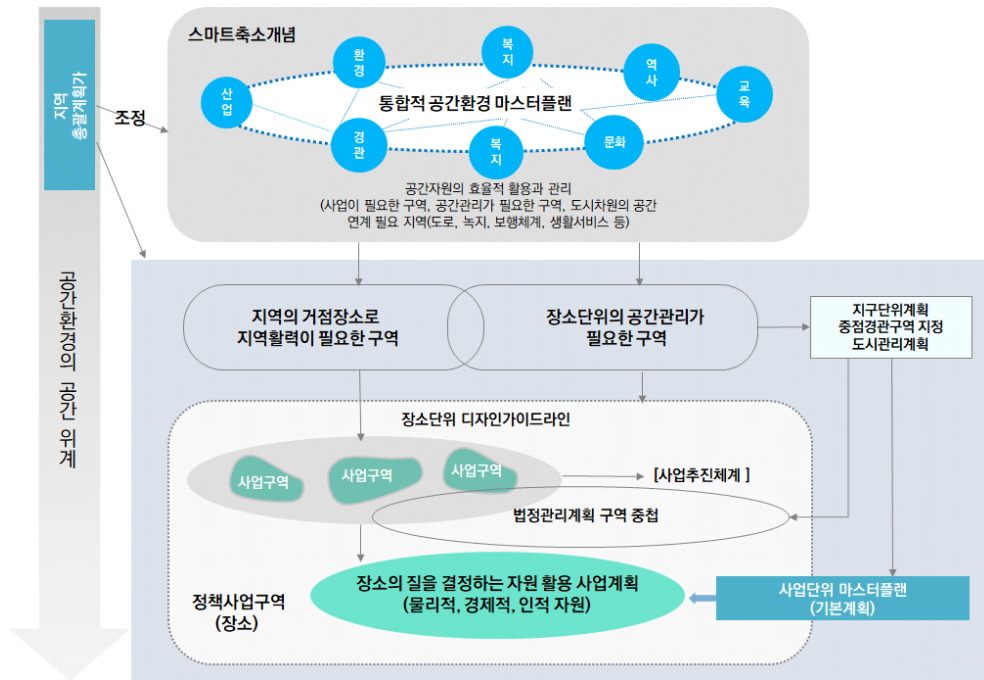 지역
총괄계획가
조정
공간환경의 공간 위계
스마트축소개념
산업
환경
복지
역사
교육
통합적 공간환경 마스터플랜
경관
복지
문화
공간자원의 효율적 활용과 관리
(사업이 필요한 구역, 공간관리가 필요한 구역, 도시차원의 공간
연계 필요 지역(도로, 녹지, 보행체계, 생활서비스 등)
지역의 거점장소로
지역활력이 필요한 구역
장소단위의 공간관리가
필요한 구역
지구단위계획
중점경관구역 지정
도시관리계획
장소단위 디자인가이드라인
사업구역
사업구역
사업구역
[사업추진체계 ]
법정관리계획 구역 중첩
장소의 질을 결정하는 자원 활용 사업계획
(물리적, 경제적, 인적 자원)
정책사업구역
(장소)
사업단위 마스터플랜
(기본계획)